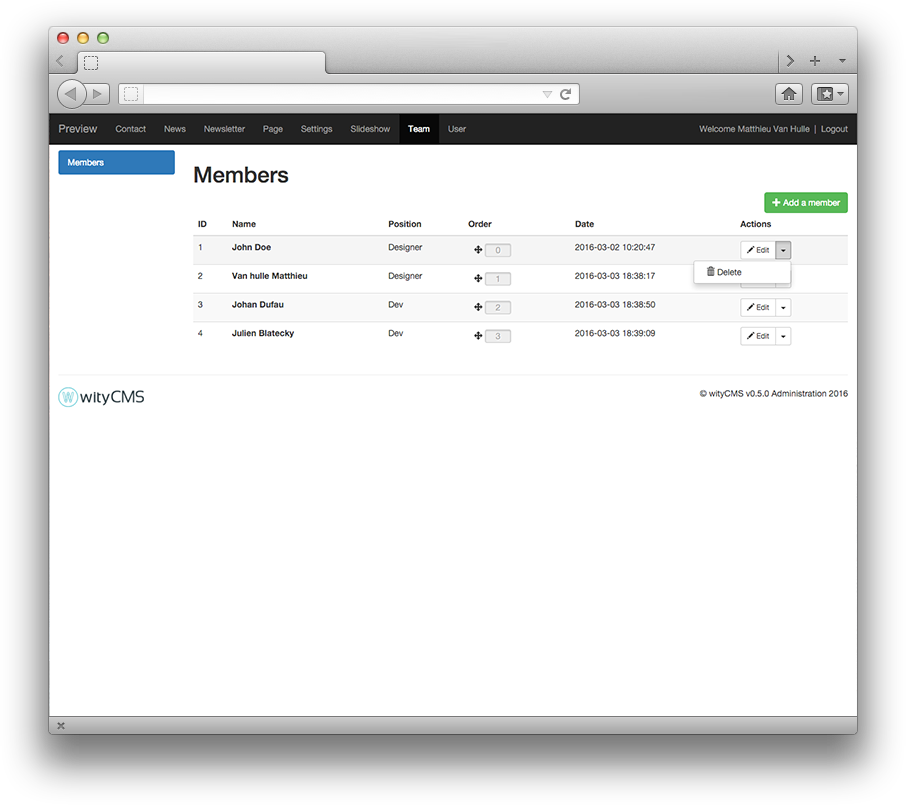 Preview Contact News Newsletter Page Settings Slideshow Team User Welcome Matthieu Van Hulle | Logout
Members
Members
Add a member
ID Name Position Order Date Actions
1 John Doe Designer 0 2016-03-02 10:20:47 Edit
Delete
2 Van hulle Matthieu Designer 1 2016-03-03 18:38:17
3 Johan Dufau Dev 2 2016-03-03 18:38:50 Edit
4 Julien Blatecky Dev 3 2016-03-03 18:39:09 Edit
wityCMS © wityCMS v0.5.0 Administration 2016